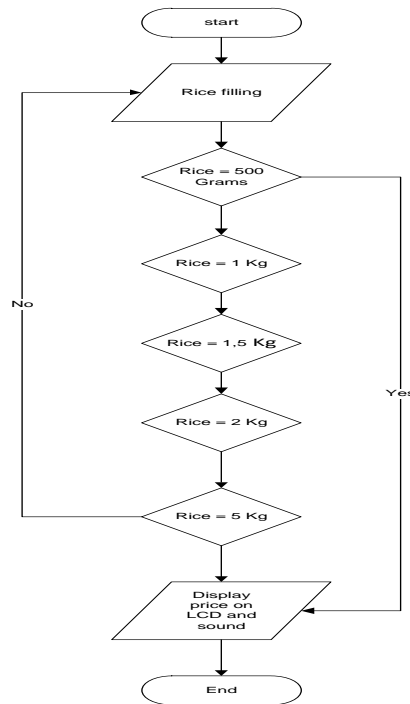 start
Rice filling
Rice = 500
Grams
Rice = 1 Kg
No
Rice = 1,5 Kg
Yes
Rice = 2 Kg
Rice = 5 Kg
Display
price on
LCD and
sound
End